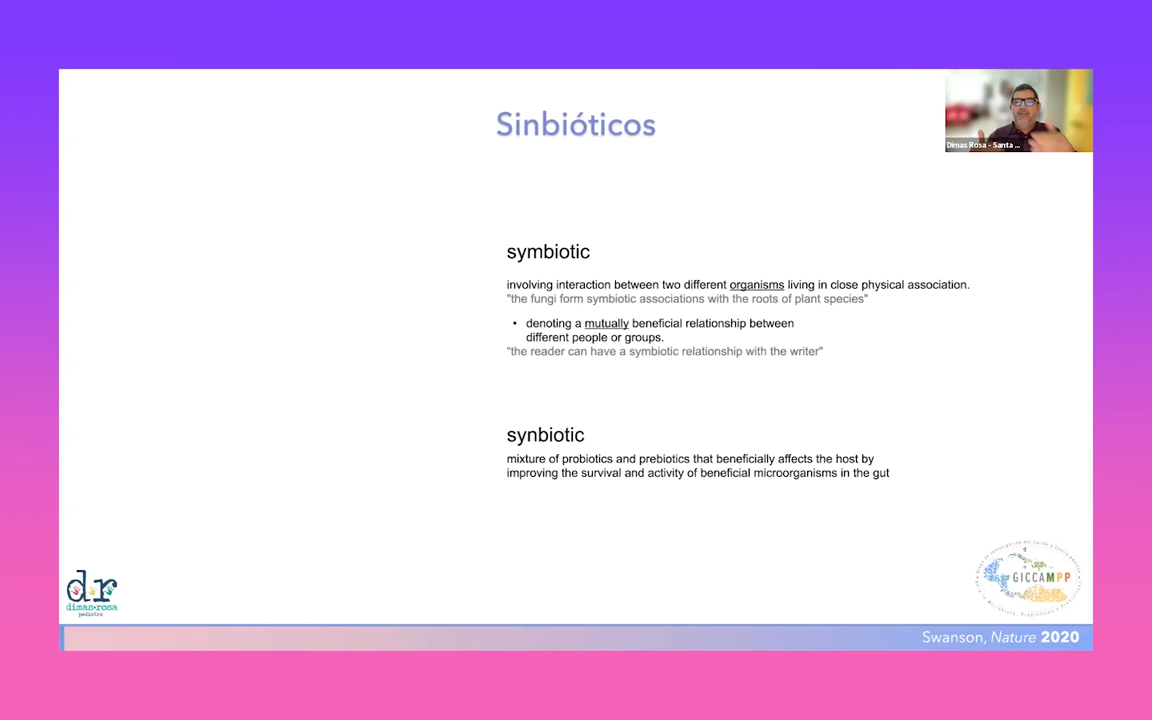 Sinbióticos
Dimas Rosa - Santa ...
symbiotic
involving interaction between two different organisms living in close physical association.
"the fungi form symbiotic associations with the roots of plant species"
• denoting a mutually beneficial relationship between
different people or groups.
"the reader can have a symbiotic relationship with the writer"
synbiotic
mixture of probiotics and prebiotics that beneficially affects the host by
improving the survival and activity of beneficial microorganisms in the gut
dr
dimas•rosa
pediatra
GICCAMPP
Swanson, Nature 2020